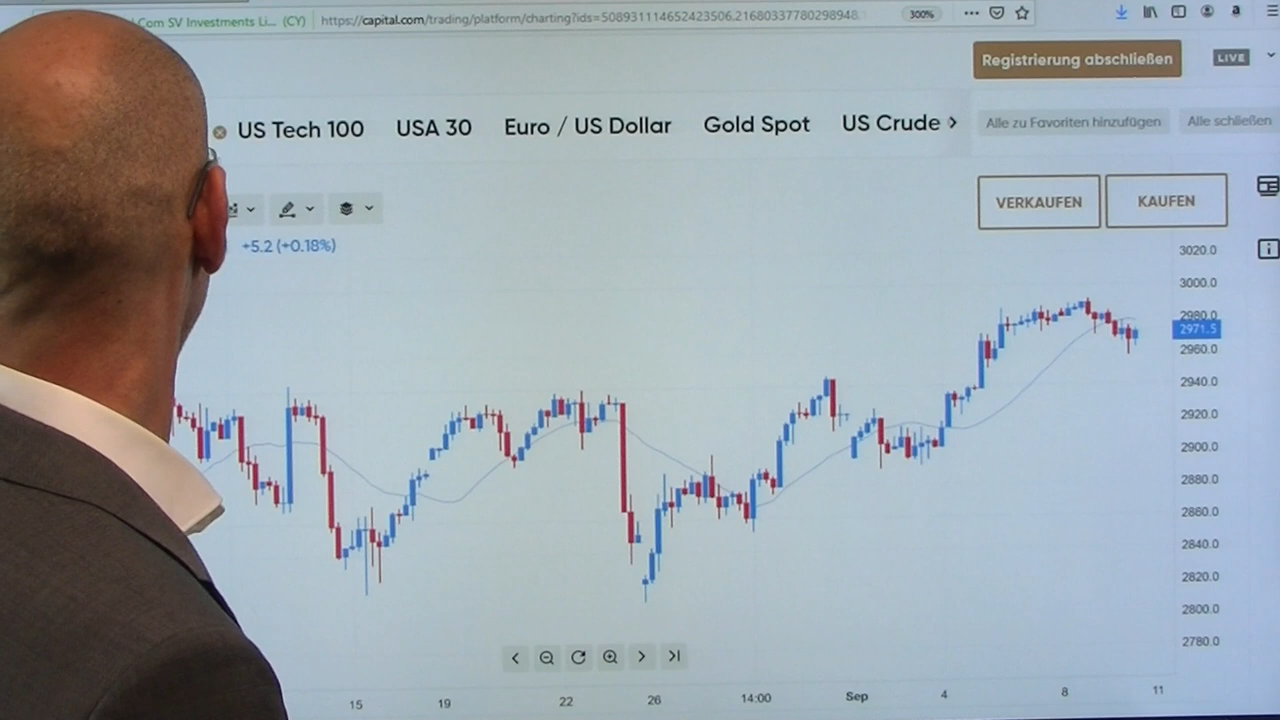 Com SV Investments Li... (CY)
https://capital.com/trading/platform/charting?ids=508931114652423506.21680337780298948
300%
Registrierung abschließen
LIVE
US Tech 100
USA 30
Euro / US Dollar
Gold Spot
US Crude
Alle zu Favoriten hinzufügen
Alle schließen
VERKAUFEN
KAUFEN
+5.2 (+0.18%)
3020.0
3000.0
2980.0
2971.5
2960.0
2940.0
2920.0
2900.0
2880.0
2860.0
2840.0
2820.0
2800.0
2780.0
15
19
22
26
14:00
Sep
4
8
11